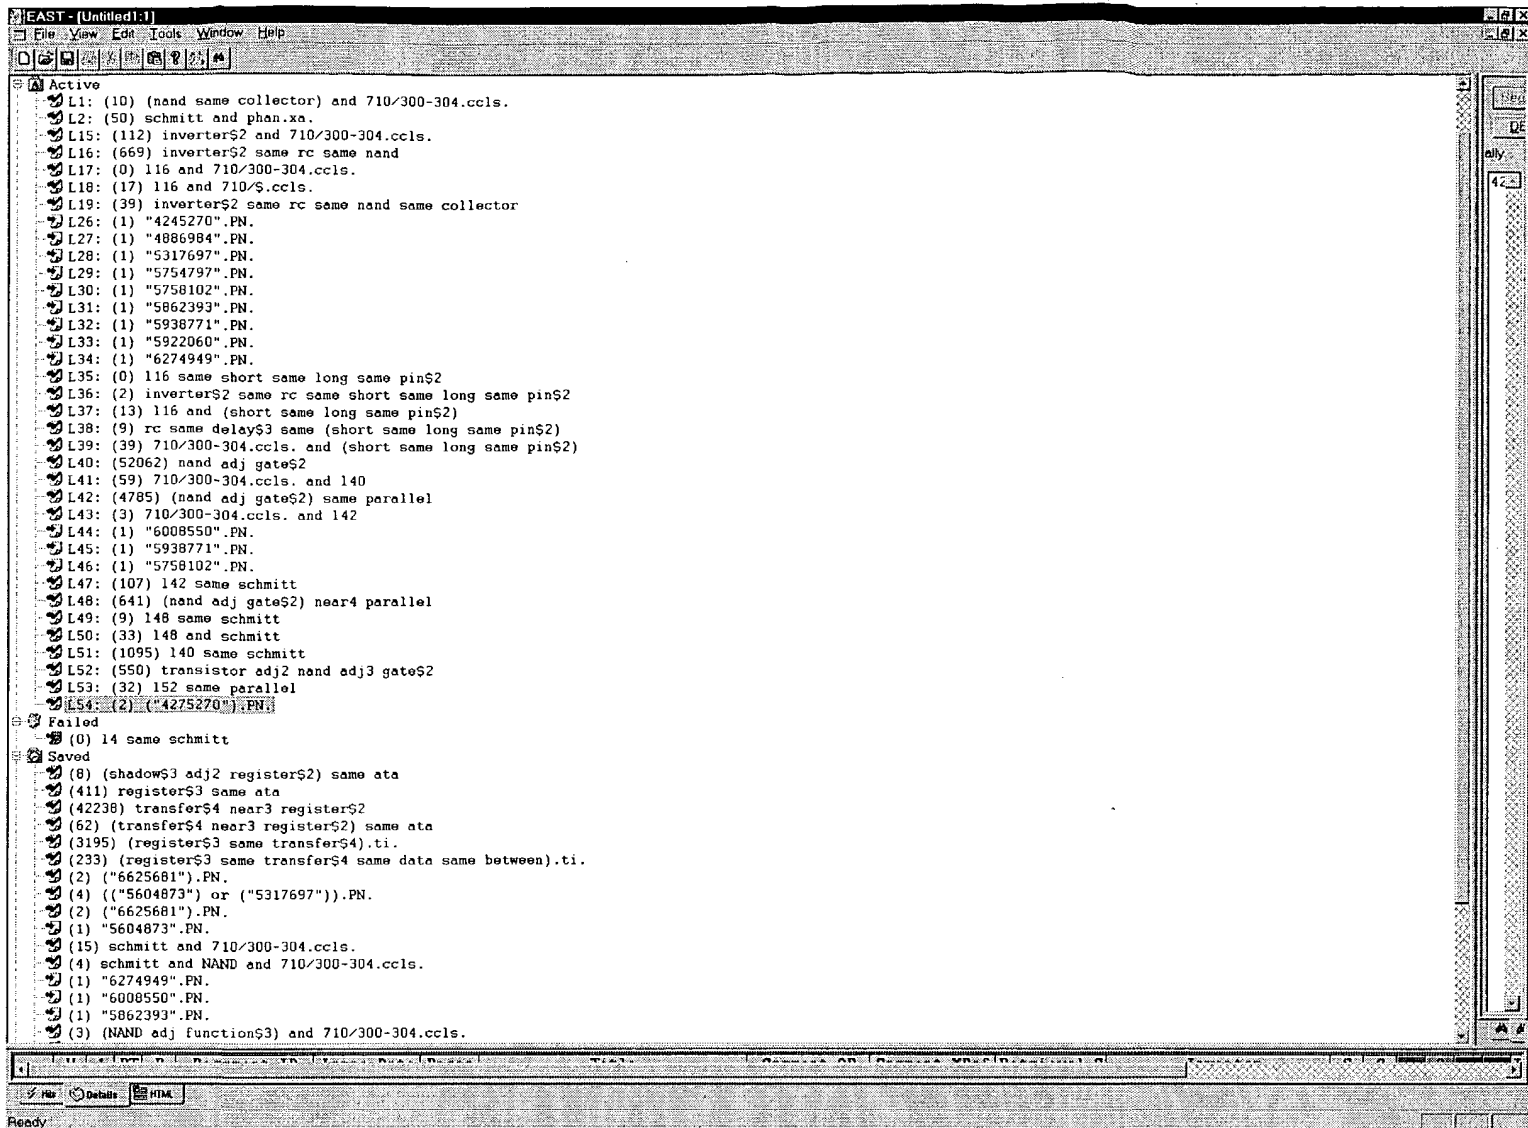 EAST - [Untitled1:1]
File View Edit Tools Window Help
Active
L1: (10) (nand same collector) and 710/300-304.ccls.
L2: (50) schmitt and phan.xa.
L15: (112) inverter$2 and 710/300-304.ccls.
L16: (669) inverter$2 same rc same nand
L17: (0) 116 and 710/300-304.ccls.
L18: (17) 116 and 710/$.ccls.
L19: (39) inverter$2 same rc same nand same collector
L26: (1) "4245270".PN.
L27: (1) "4886984".PN.
L28: (1) "5317697".PN.
L29: (1) "5754797".PN.
L30: (1) "5758102".PN.
L31: (1) "5862393".PN.
L32: (1) "5938771".PN.
L33: (1) "5922060".PN.
L34: (1) "6274949".PN.
L35: (0) 116 same short same long same pin$2
L36: (2) inverter$2 same rc same short same long same pin$2
L37: (13) 116 and (short same long same pin$2)
L38: (9) rc same delay$3 same (short same long same pin$2)
L39: (39) 710/300-304.ccls. and (short same long same pin$2)
L40: (52062) nand adj gate$2
L41: (59) 710/300-304.ccls. and 140
L42: (4785) (nand adj gate$2) same parallel
L43: (3) 710/300-304.ccls. and 142
L44: (1) "6008550".PN.
L45: (1) "5938771".PN.
L46: (1) "5758102".PN.
L47: (107) 142 same schmitt
L48: (641) (nand adj gate$2) near4 parallel
L49: (9) 148 same schmitt
L50: (33) 148 and schmitt
L51: (1095) 140 same schmitt
L52: (550) transistor adj2 nand adj3 gate$2
L53: (32) 152 same parallel
L54: (2) ("4275270").PN.
Failed
(0) 14 same schmitt
Saved
(8) (shadow$3 adj2 register$2) same ata
(411) register$3 same ata
(42238) transfer$4 near3 register$2
(62) (transfer$4 near3 register$2) same ata
(3195) (register$3 same transfer$4).ti.
(233) (register$3 same transfer$4 same data same between).ti.
(2) ("6625681").PN.
(4) (("5604873") or ("5317697")).PN.
(2) ("6625681").PN.
(1) "5604873".PN.
(15) schmitt and 710/300-304.ccls.
(4) schmitt and NAND and 710/300-304.ccls.
(1) "6274949".PN.
(1) "6008550".PN.
(1) "5862393".PN.
(3) (NAND adj function$3) and 710/300-304.ccls.
Hits Details HTML
Ready